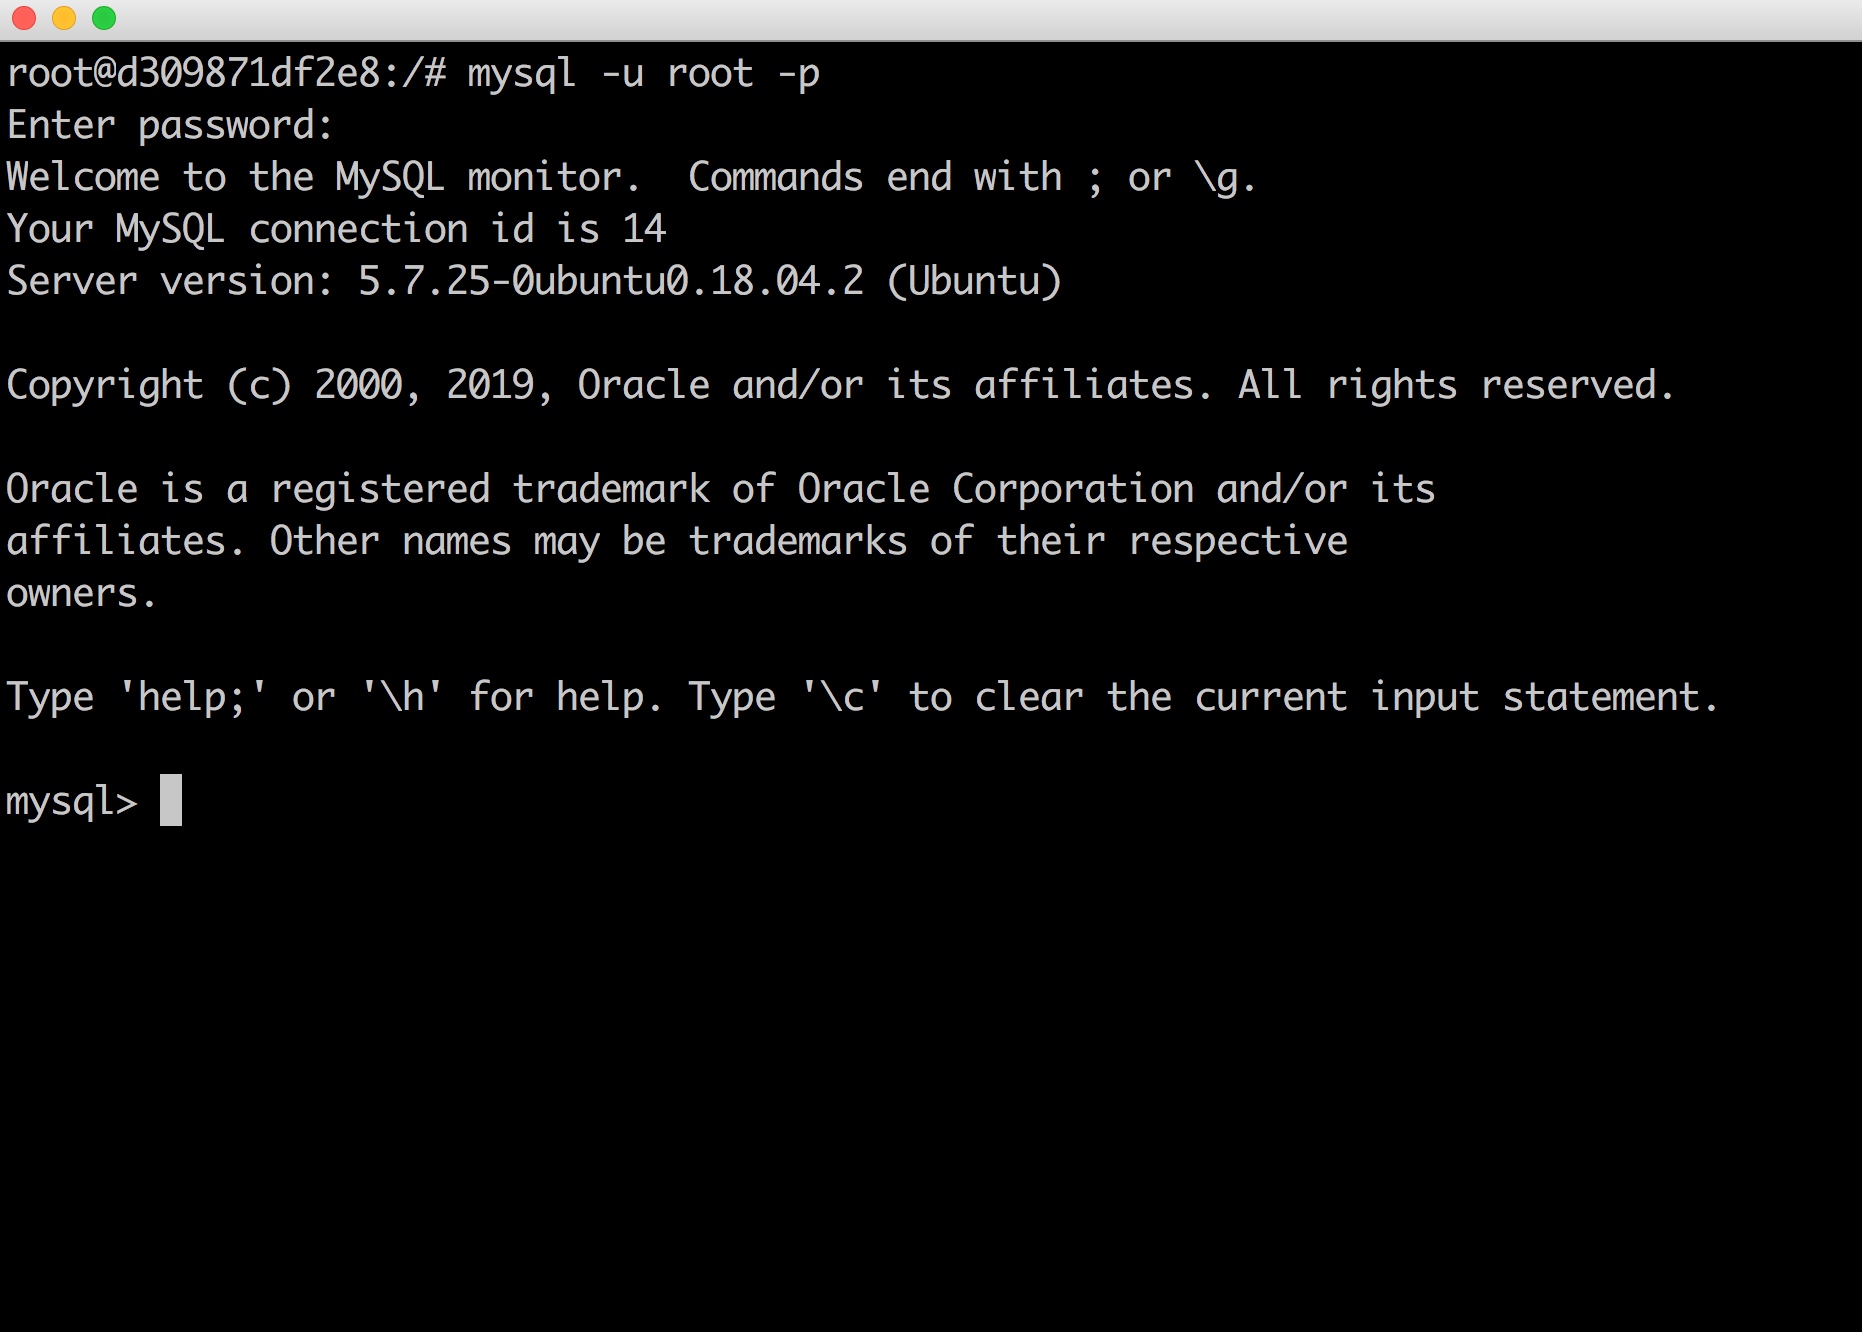 root@d309871df2e8:/# mysql -u root -p
Enter password:
Welcome to the MySQL monitor.  Commands end with ; or \g.
Your MySQL connection id is 14
Server version: 5.7.25-0ubuntu0.18.04.2 (Ubuntu)
Copyright (c) 2000, 2019, Oracle and/or its affiliates. All rights reserved.
Oracle is a registered trademark of Oracle Corporation and/or its
affiliates. Other names may be trademarks of their respective
owners.
Type 'help;' or '\h' for help. Type '\c' to clear the current input statement.
mysql>